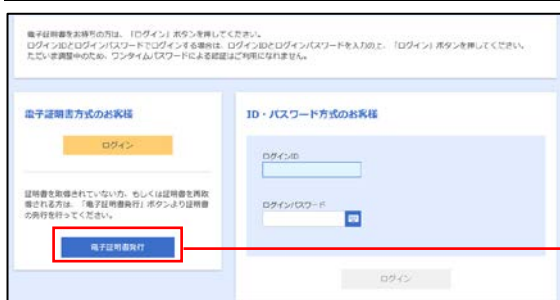 電子証明書をお持ちの方は、「ログイン」ボタンを押してください。
ログインIDとログインパスワードでログインする場合は、ログインIDとログインパスワードを入力の上、「ログイン」ボタンを押してください。
ただいま調整中のため、ワンタイムパスワードによる認証はご利用になれません。
電子証明書方式のお客様
ログイン
証明書を取得されていない方、もしくは証明書を再取
得される方は、「電子証明書発行」ボタンより証明書
の発行を行ってください。
電子証明書発行
ID・パスワード方式のお客様
ログインID
ログインパスワード
ログイン